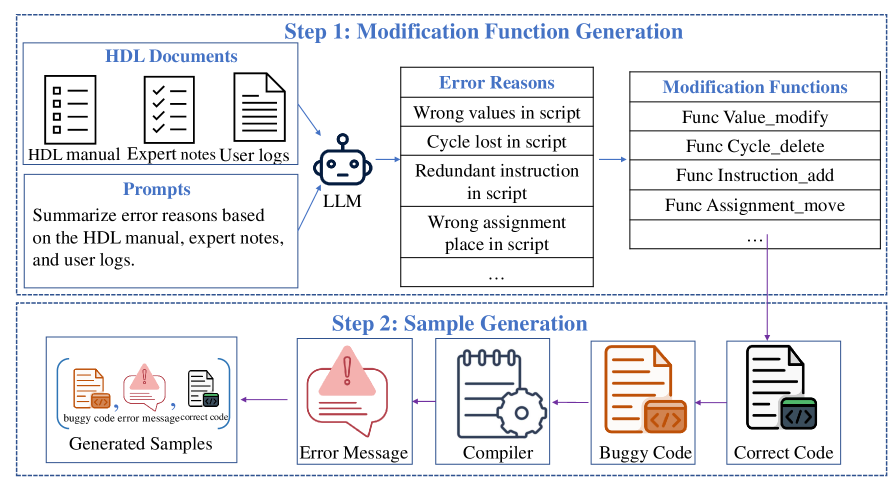 Step 1: Modification Function Generation
HDL Documents
HDL manual
Expert notes
User logs
Prompts
Summarize error reasons based
on the HDL manual, expert notes,
and user logs.
LLM
Error Reasons
Wrong values in script
Cycle lost in script
Redundant instruction
in script
Wrong assignment
place in script
...
Modification Functions
Func Value_modify
Func Cycle_delete
Func Instruction_add
Func Assignment_move
...
Step 2: Sample Generation
buggy code, error message, correct code
Generated Samples
Error Message
Compiler
</> Buggy Code
</> Correct Code